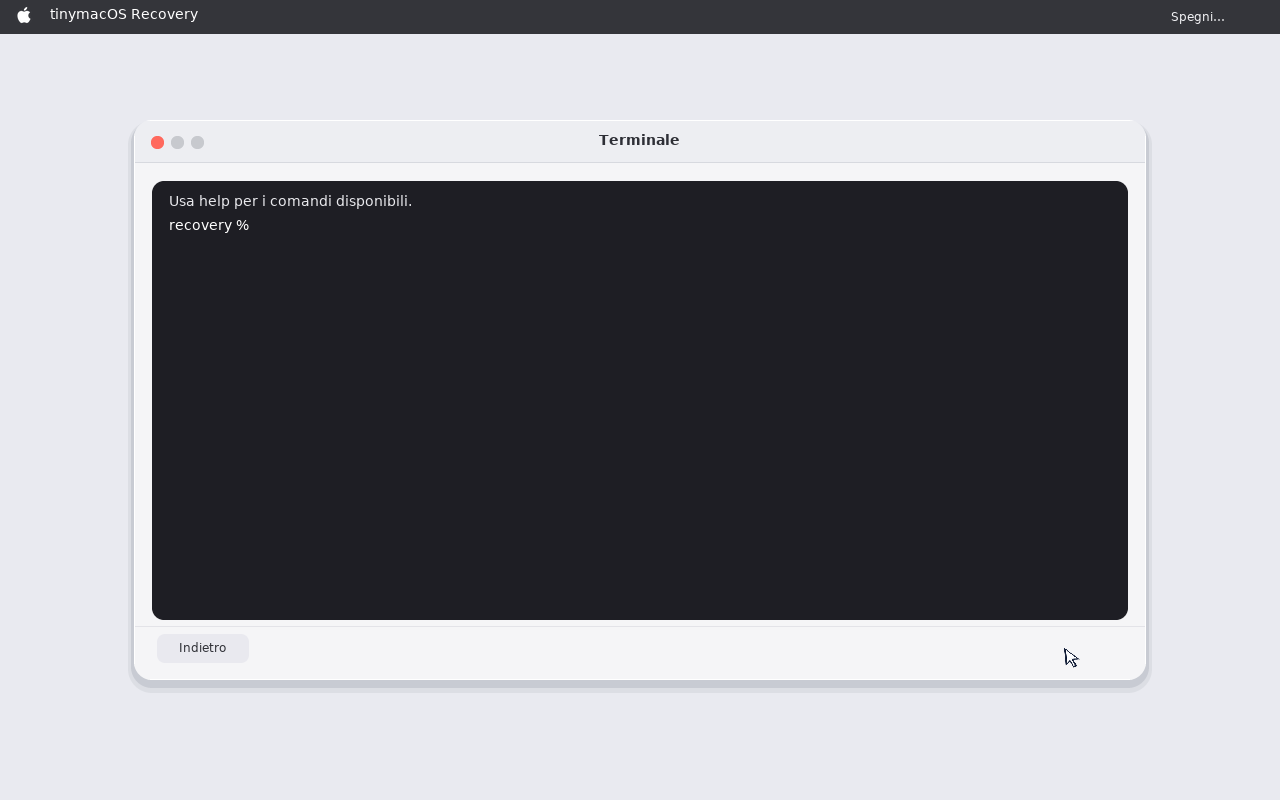 tinymacOS Recovery
Spegni...
Terminale
Usa help per i comandi disponibili.
recovery %
Indietro